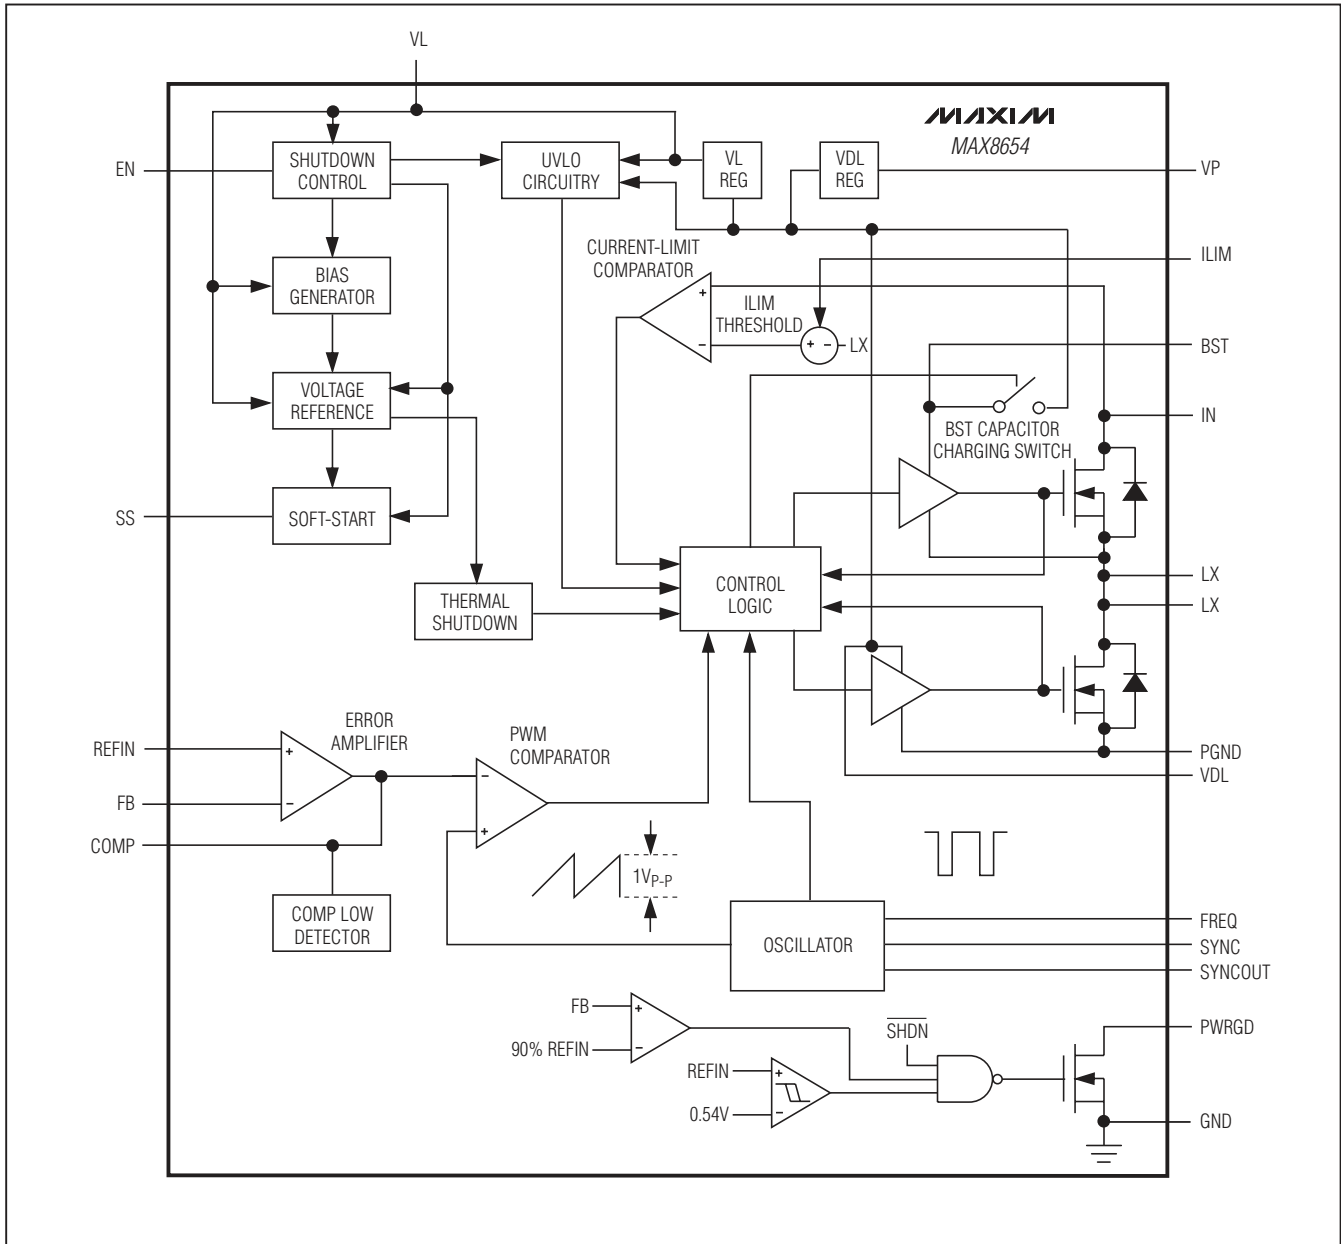 VL
MAXIM
MAX8654
EN
SHUTDOWN
CONTROL
UVLO
CIRCUITRY
VL
REG
VDL
REG
VP
CURRENT-LIMIT
COMPARATOR
ILIM
BIAS
GENERATOR
+
ILIM
THRESHOLD
−
+ −
LX
BST
VOLTAGE
REFERENCE
BST CAPACITOR
CHARGING SWITCH
IN
SS
SOFT-START
THERMAL
SHUTDOWN
CONTROL
LOGIC
LX
LX
ERROR
AMPLIFIER
PWM
COMPARATOR
REFIN
+
−
PGND
VDL
FB
−
+
COMP
1VP-P
COMP LOW
DETECTOR
OSCILLATOR
FREQ
SYNC
SYNCOUT
FB
+
90% REFIN
−
SHDN
PWRGD
REFIN
+
0.54V
−
GND